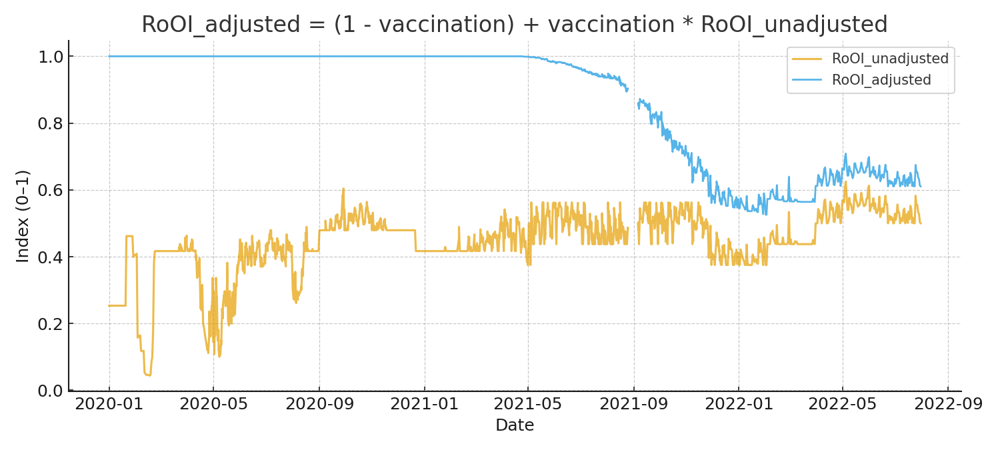 RoOI_adjusted = (1 - vaccination) + vaccination * RoOI_unadjusted
RoOI_unadjusted
RoOI_adjusted
Index (0–1)
1.0
0.8
0.6
0.4
0.2
0.0
2020-01 2020-05 2020-09 2021-01 2021-05 2021-09 2022-01 2022-05 2022-09
Date